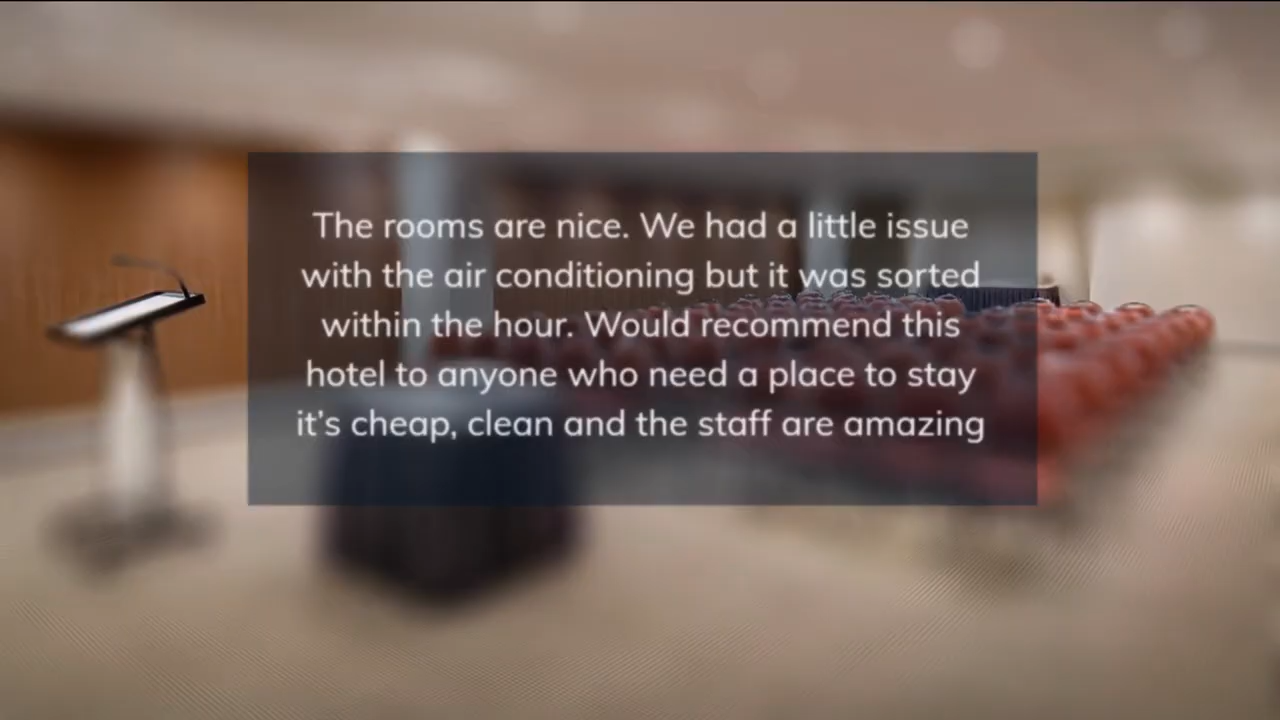 The rooms are nice. We had a little issue
with the air conditioning but it was sorted
within the hour. Would recommend this
hotel to anyone who need a place to stay
it’s cheap, clean and the staff are amazing